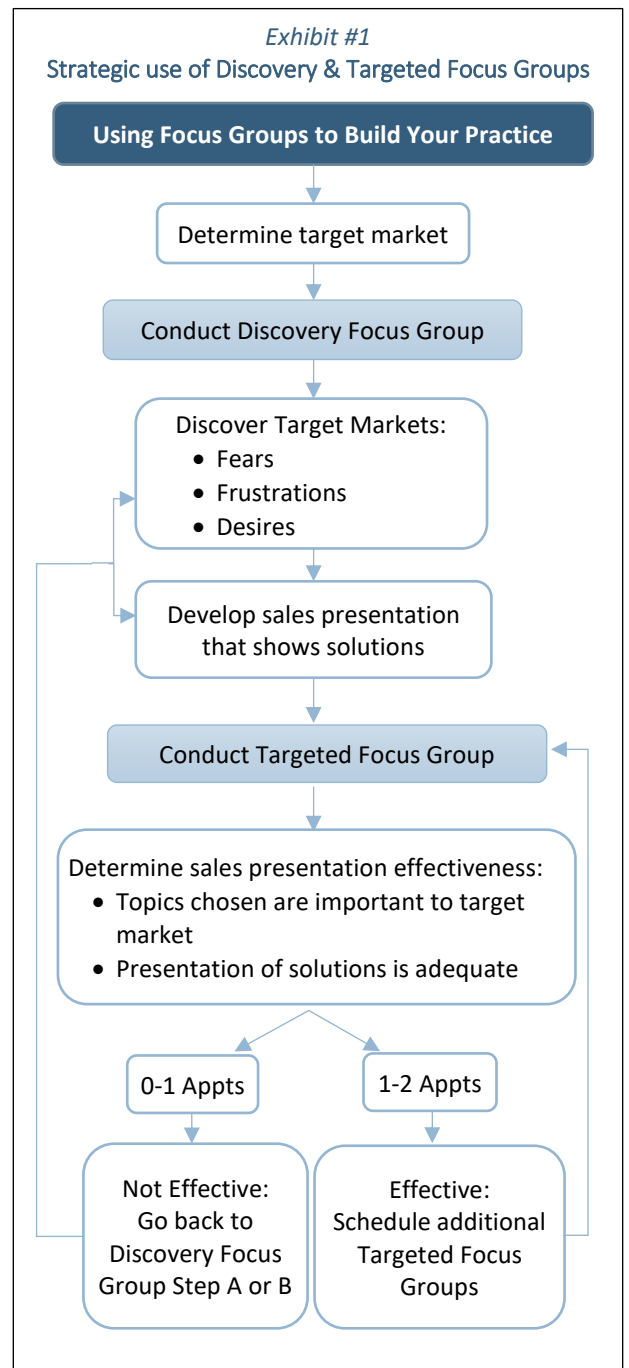 Exhibit #1
Strategic use of Discovery & Targeted Focus Groups
Using Focus Groups to Build Your Practice
Determine target market
Conduct Discovery Focus Group
Discover Target Markets:
• Fears
• Frustrations
• Desires
Develop sales presentation
that shows solutions
Conduct Targeted Focus Group
Determine sales presentation effectiveness:
• Topics chosen are important to target
market
• Presentation of solutions is adequate
0-1 Appts
1-2 Appts
Not Effective:
Go back to
Discovery Focus
Group Step A or B
Effective:
Schedule additional
Targeted Focus
Groups